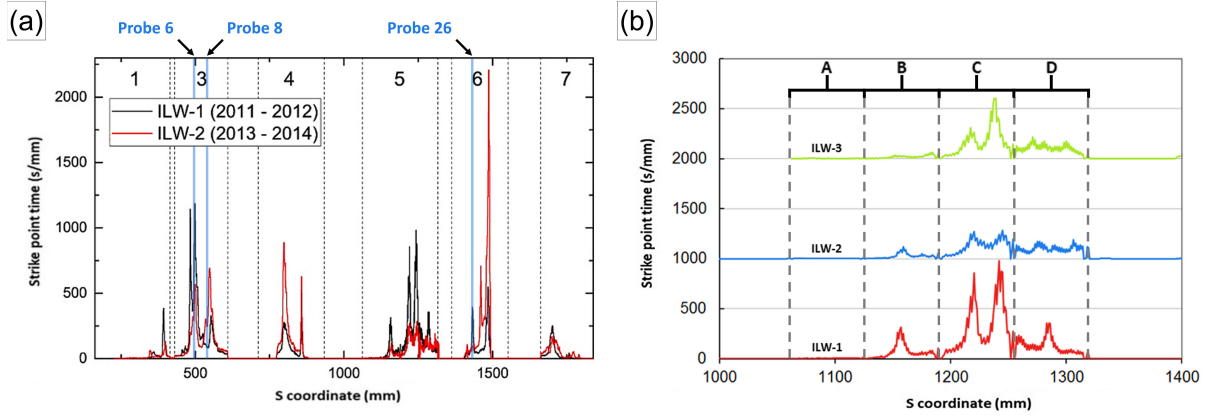 (a)
Probe 6
Probe 8
Probe 26
1
3
4
5
6
7
ILW-1 (2011 - 2012)
ILW-2 (2013 - 2014)
2000
1500
1000
500
0
500
1000
1500
Strike point time (s/mm)
S coordinate (mm)
(b)
3000
2500
2000
1500
1000
500
0
A
B
C
D
ILW-3
ILW-2
ILW-1
1000
1100
1200
1300
1400
Strike point time (s/mm)
S coordinate (mm)